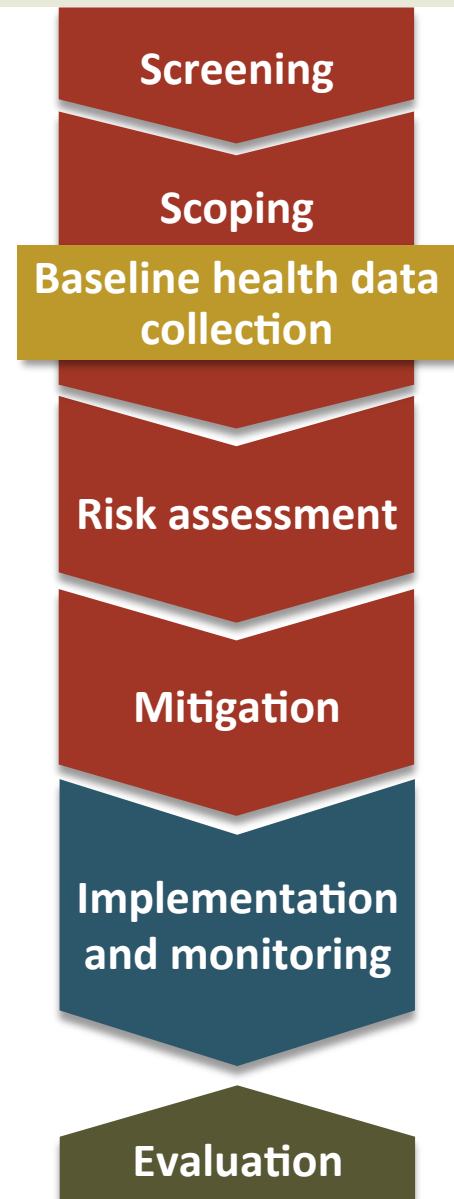 Screening
Scoping
Baseline health data
collection
Risk assessment
Mitigation
Implementation
and monitoring
Evaluation